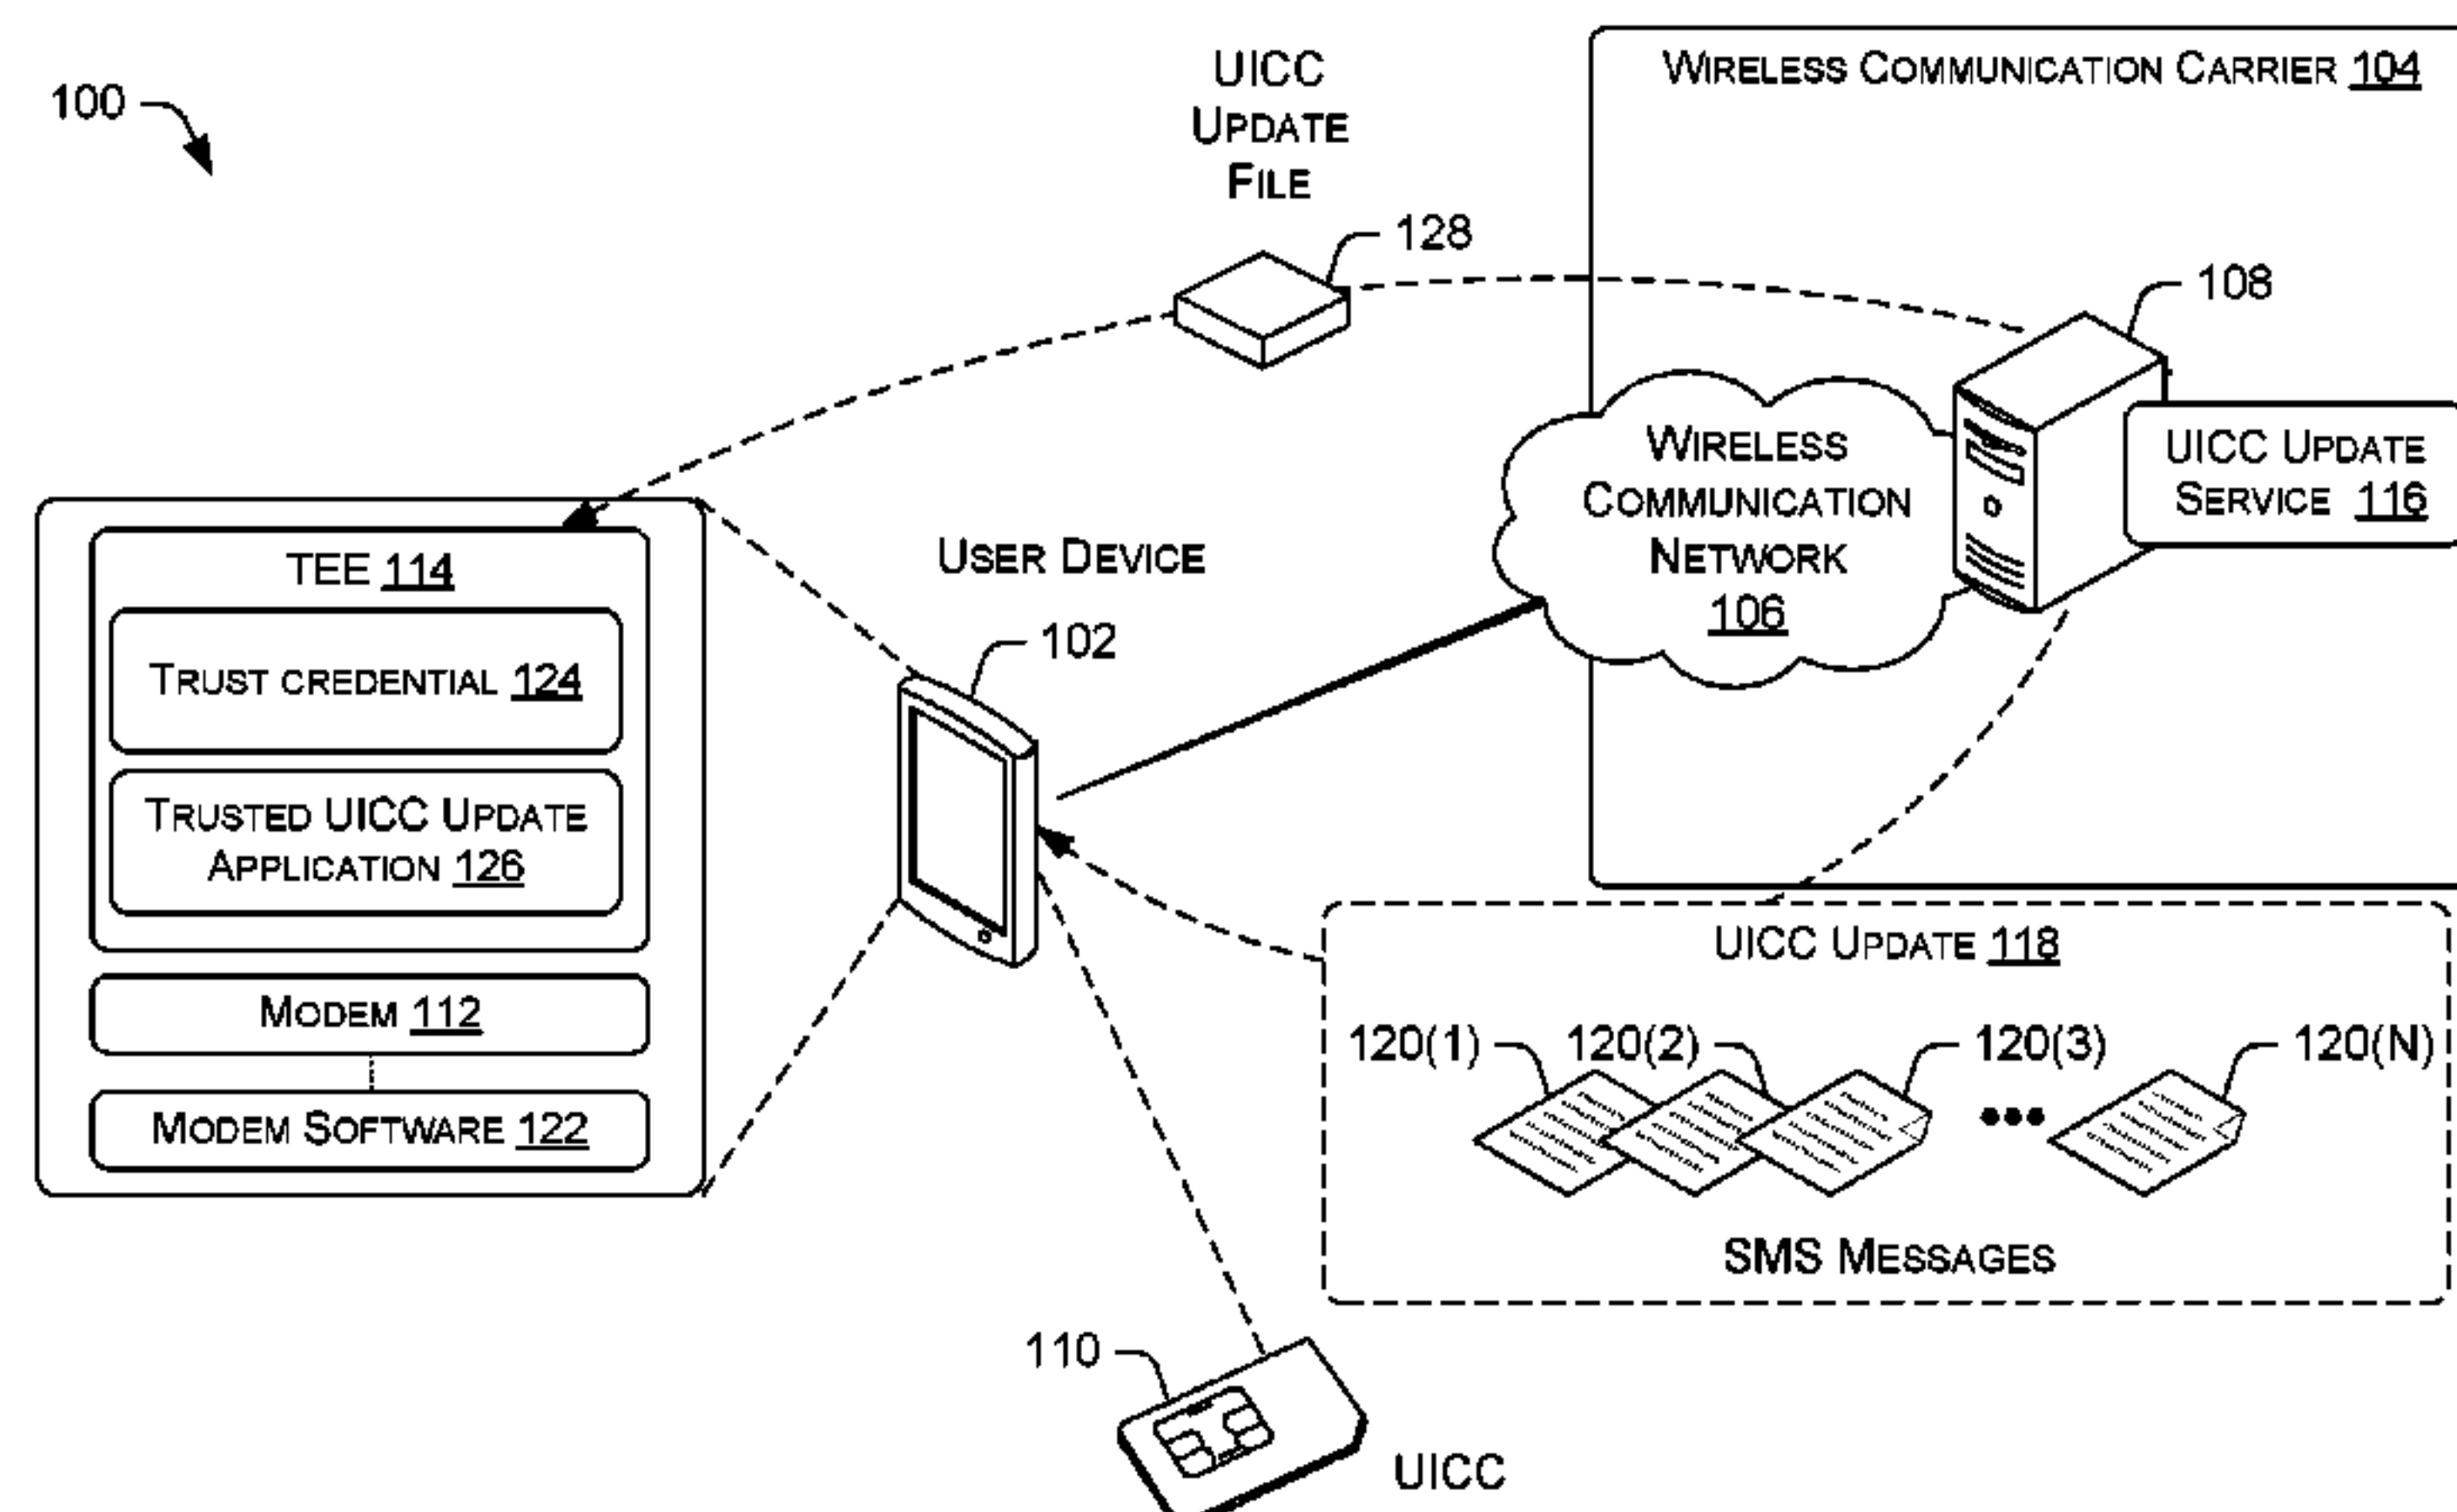 100
UICC
UPDATE
FILE
128
WIRELESS COMMUNICATION CARRIER 104
108
WIRELESS
COMMUNICATION
NETWORK
106
UICC UPDATE
SERVICE 116
TEE 114
TRUST CREDENTIAL 124
TRUSTED UICC UPDATE
APPLICATION 126
MODEM 112
MODEM SOFTWARE 122
USER DEVICE
102
UICC UPDATE 118
120(1) 120(2) 120(3) 120(N)
SMS MESSAGES
110
UICC